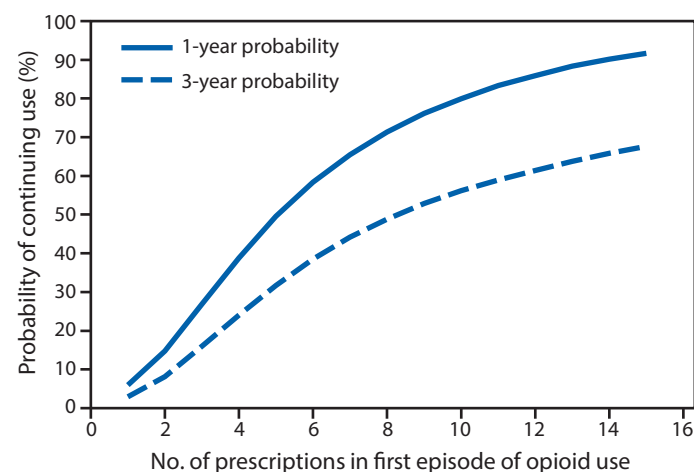 100
90
80
70
60
50
40
30
20
10
0
Probability of continuing use (%)
1-year probability
3-year probability
0 2 4 6 8 10 12 14 16
No. of prescriptions in first episode of opioid use